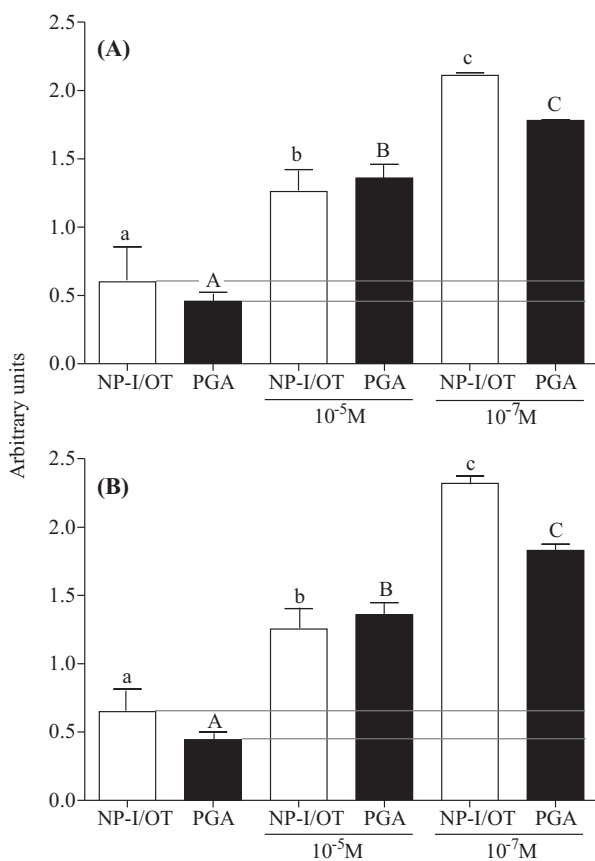 Arbitrary units
2.5
(A)
c
2.0
C
b
B
1.5
a
1.0
A
0.5
0.0
NP-I/OT PGA NP-I/OT PGA NP-I/OT PGA
10⁻⁵M 10⁻⁷M
2.5
(B)
c
2.0
C
b
B
1.5
a
1.0
A
0.5
0.0
NP-I/OT PGA NP-I/OT PGA NP-I/OT PGA
10⁻⁵M 10⁻⁷M